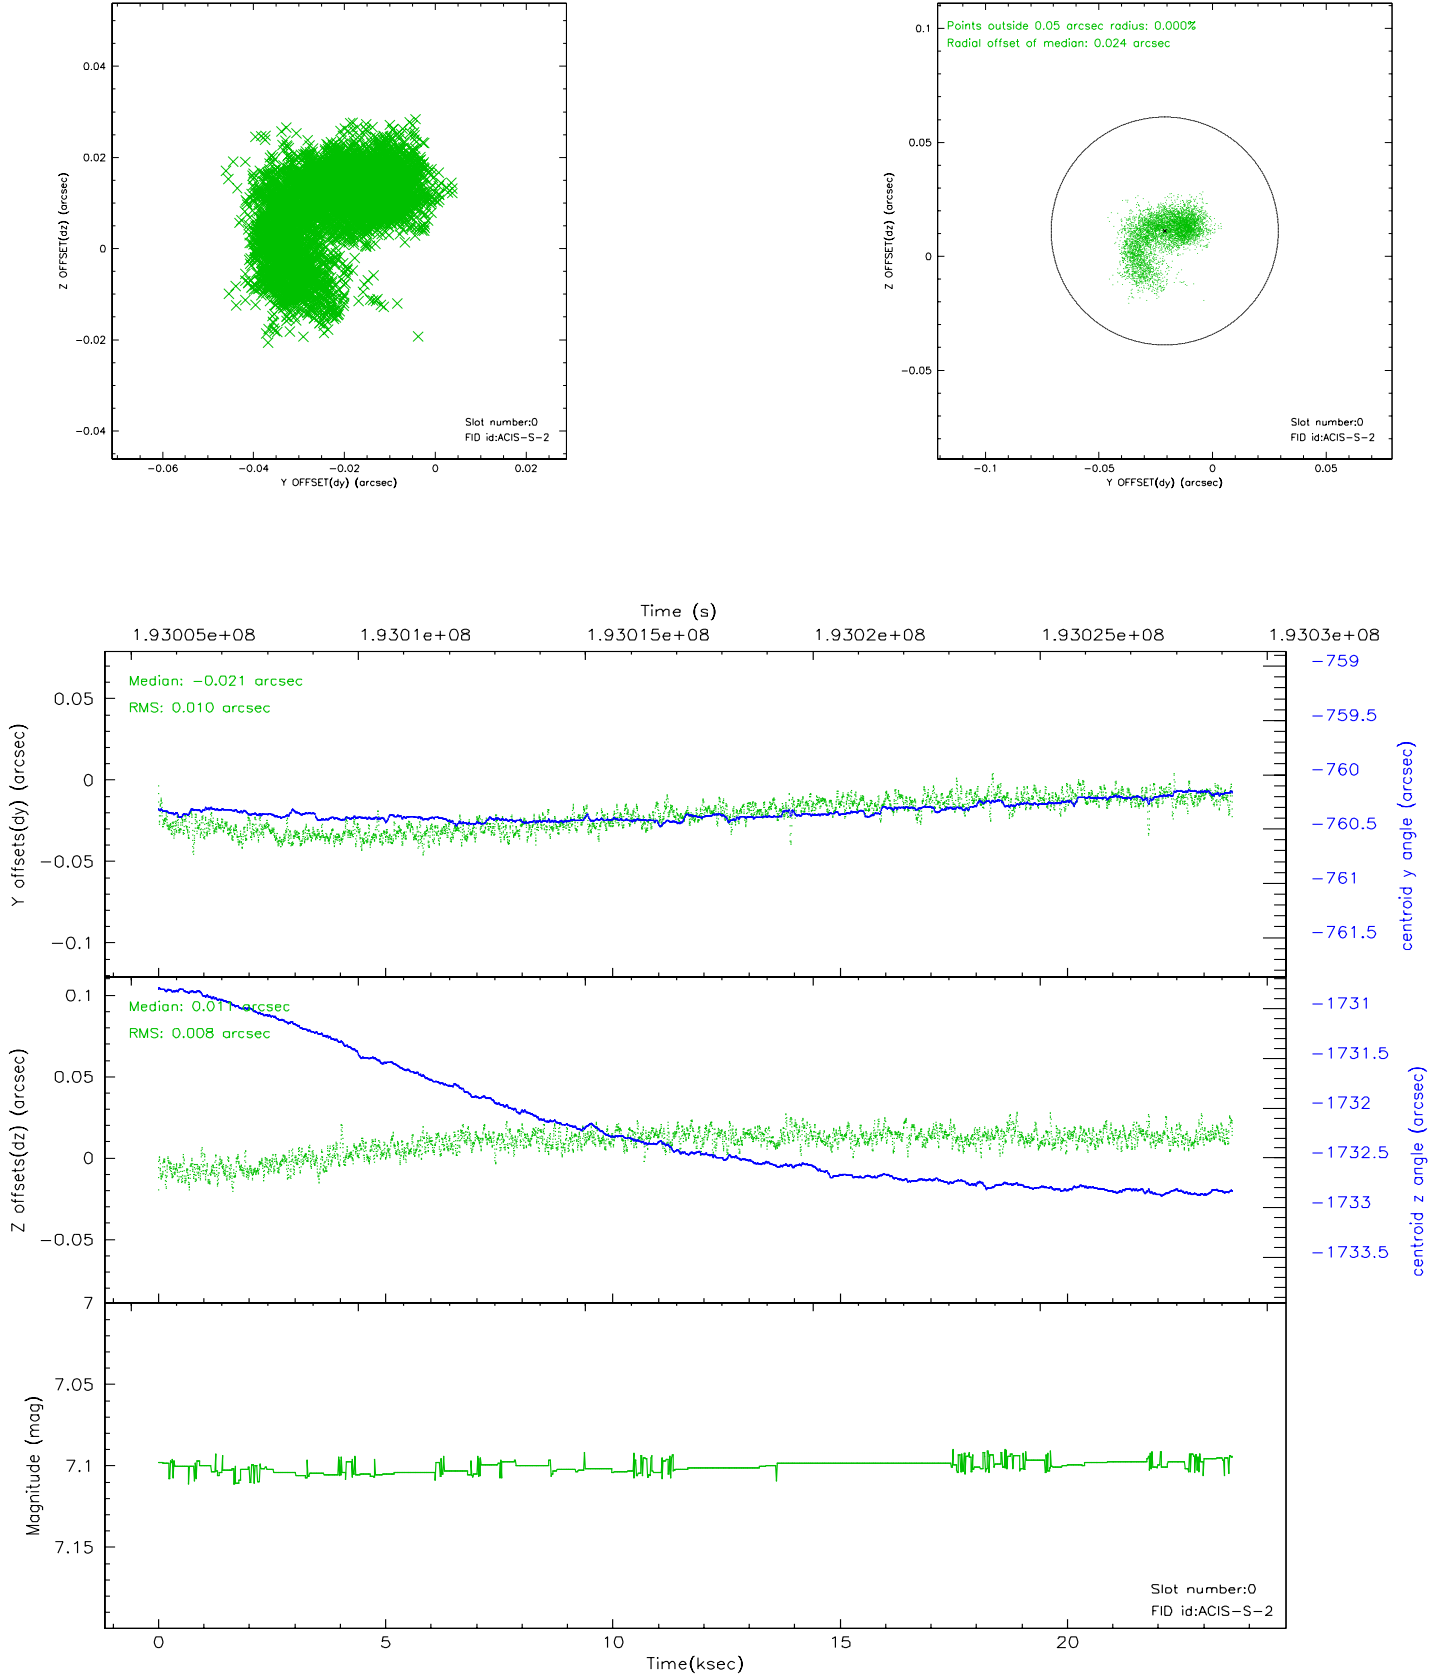 0.04
0.02
0
-0.02
-0.04
Z OFFSET(dz) (arcsec)
Slot number:0
FID id:ACIS-S-2
-0.06 -0.04 -0.02 0 0.02
Y OFFSET(dy) (arcsec)
Points outside 0.05 arcsec radius: 0.000%
Radial offset of median: 0.024 arcsec
0.1
0.05
0
-0.05
Z OFFSET(dz) (arcsec)
Slot number:0
FID id:ACIS-S-2
-0.1 -0.05 0 0.05
Y OFFSET(dy) (arcsec)
Time (s)
1.93005e+08 1.9301e+08 1.93015e+08 1.9302e+08 1.93025e+08 1.9303e+08
Median: -0.021 arcsec
RMS: 0.010 arcsec
0.05
0
-0.05
-0.1
Y offsets(dy) (arcsec)
-759
-759.5
-760
-760.5
-761
-761.5
centroid y angle (arcsec)
Median: 0.011 arcsec
RMS: 0.008 arcsec
0.1
0.05
0
-0.05
Z offsets(dz) (arcsec)
-1731
-1731.5
-1732
-1732.5
-1733
-1733.5
centroid z angle (arcsec)
7
7.05
7.1
7.15
Magnitude (mag)
Slot number:0
FID id:ACIS-S-2
0 5 10 15 20
Time(ksec)